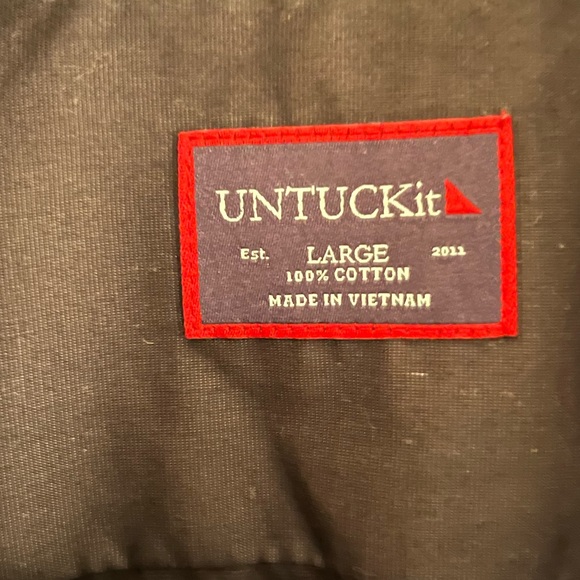 UNTUCKit
Est. LARGE 2011
100% COTTON
MADE IN VIETNAM